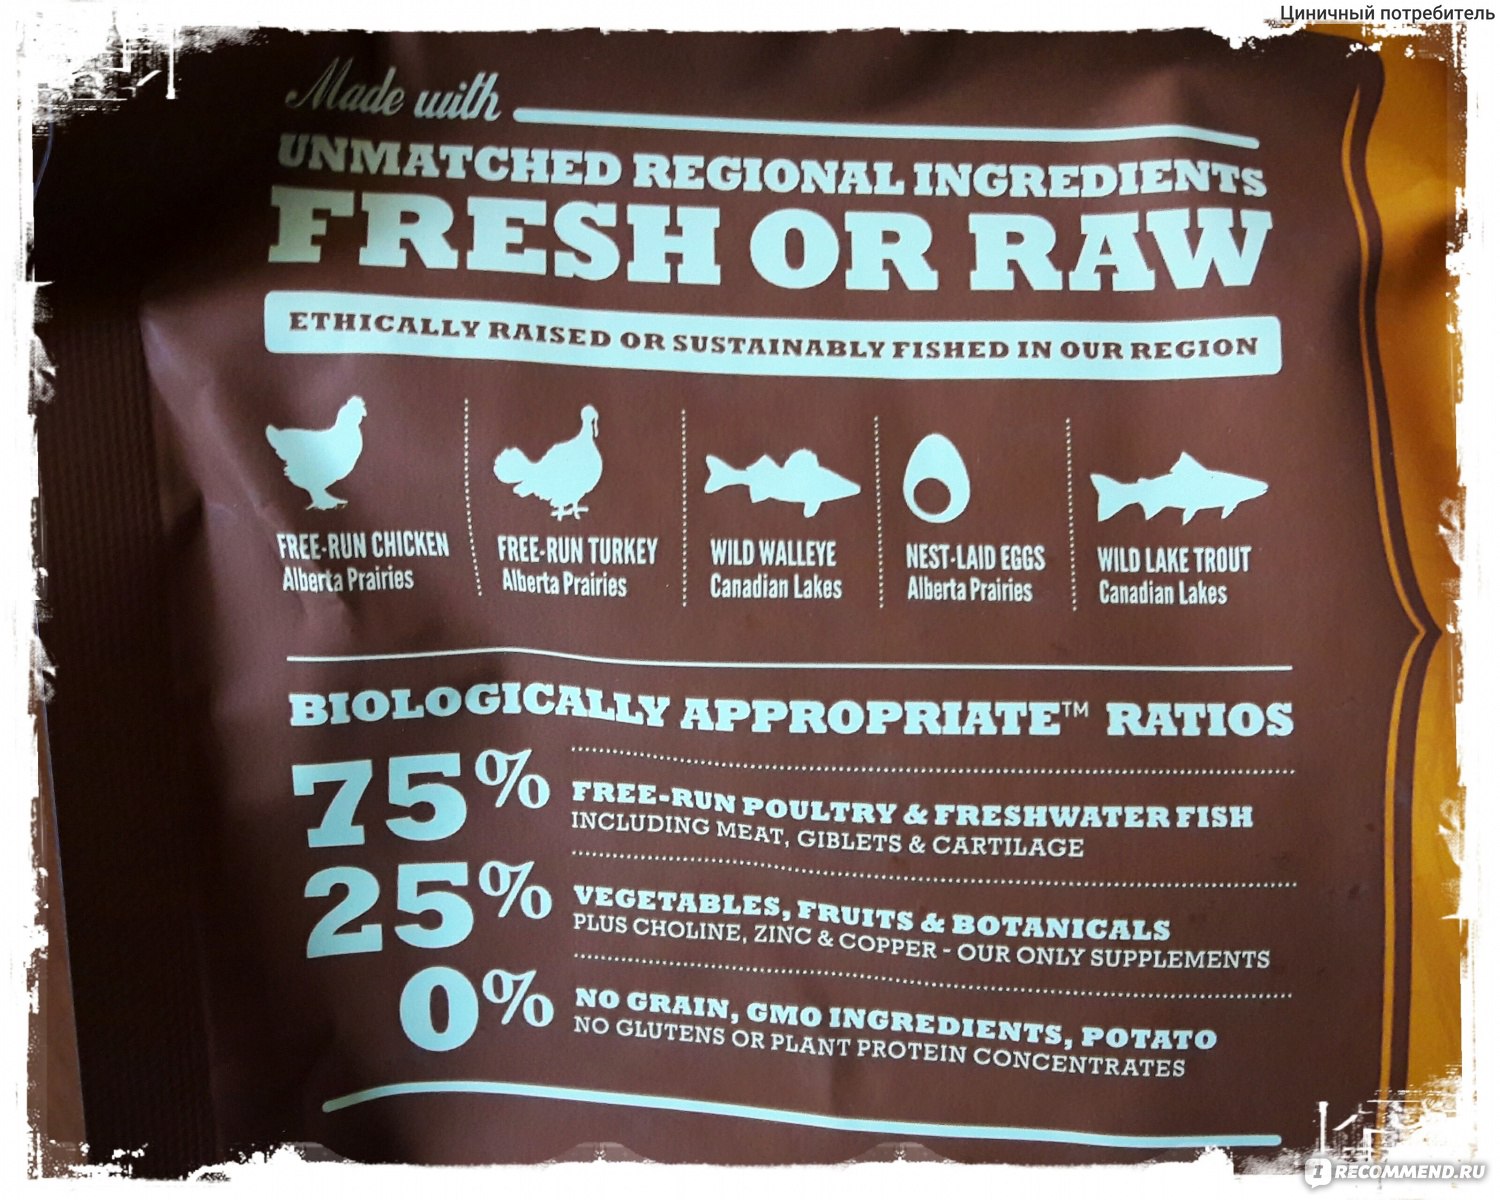 Циничный потребитель
Made with
UNMATCHED REGIONAL INGREDIENTS
FRESH OR RAW
ETHICALLY RAISED OR SUSTAINABLY FISHED IN OUR REGION
FREE-RUN CHICKEN
Alberta Prairies
FREE-RUN TURKEY
Alberta Prairies
WILD WALLEYE
Canadian Lakes
NEST-LAID EGGS
Alberta Prairies
WILD LAKE TROUT
Canadian Lakes
BIOLOGICALLY APPROPRIATE™ RATIOS
75% FREE-RUN POULTRY & FRESHWATER FISH
INCLUDING MEAT, GIBLETS & CARTILAGE
25% VEGETABLES, FRUITS & BOTANICALS
PLUS CHOLINE, ZINC & COPPER - OUR ONLY SUPPLEMENTS
0% NO GRAIN, GMO INGREDIENTS, POTATO
NO GLUTENS OR PLANT PROTEIN CONCENTRATES
IRECOMMEND.RU